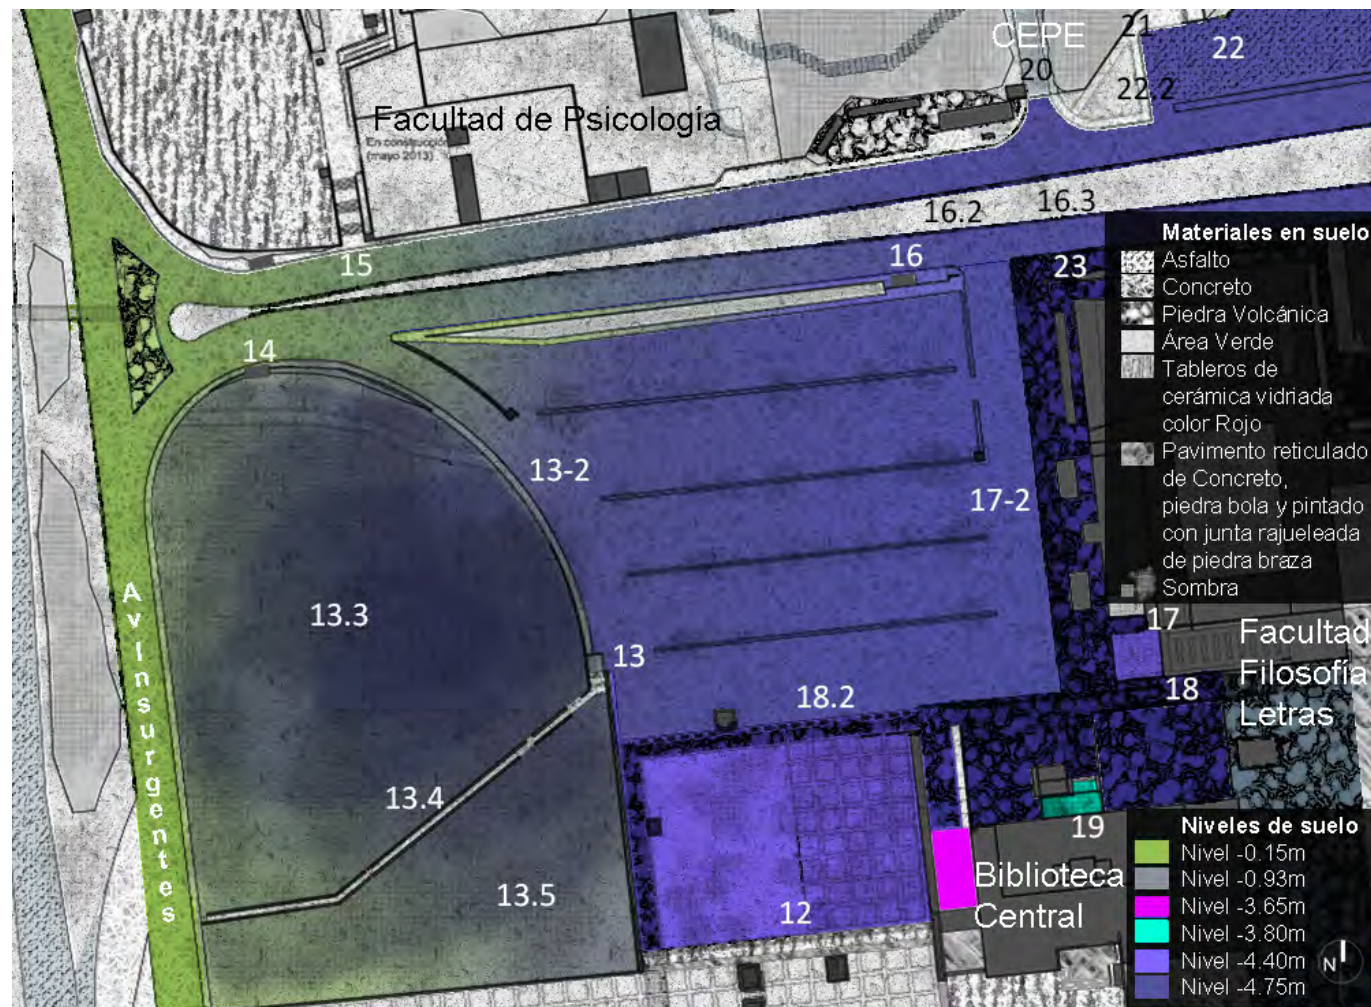 CEPE
21
22
20
22.2
Facultad de Psicología
En construcción
(mayo 2013)
16.2
16.3
15
16
23
14
13-2
17-2
13.3
13
17
18
18.2
13.4
19
13.5
12
Av Insurgentes
Materiales en suelo
Asfalto
Concreto
Piedra Volcánica
Área Verde
Tableros de
cerámica vidriada
color Rojo
Pavimento reticulado
de Concreto,
piedra bola y pintado
con junta rajueleada
de piedra braza
Sombra
Facultad
Filosofía
Letras
Biblioteca
Central
Niveles de suelo
Nivel -0.15m
Nivel -0.93m
Nivel -3.65m
Nivel -3.80m
Nivel -4.40m
Nivel -4.75m
N